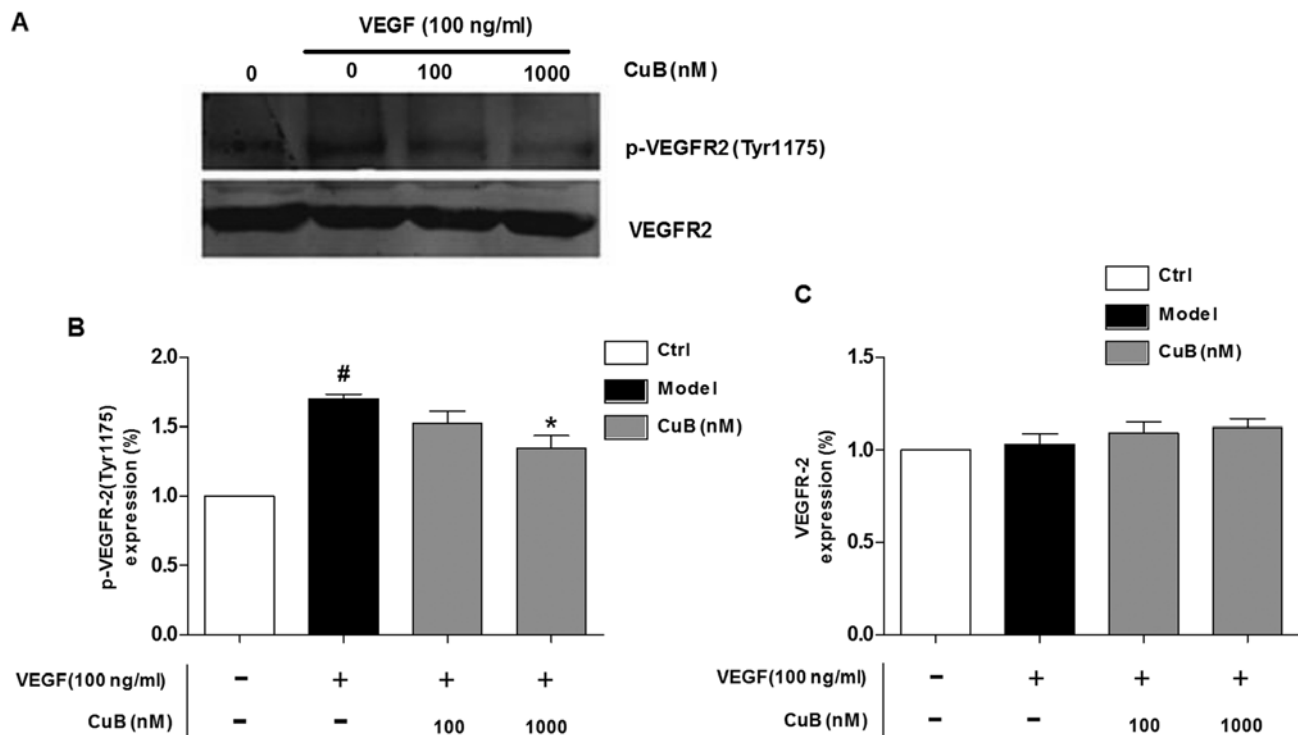 A
VEGF (100 ng/ml)
0 0 100 1000 CuB (nM)
p-VEGFR2 (Tyr1175)
VEGFR2
B
Ctrl
Model
CuB (nM)
p-VEGFR-2(Tyr1175)
expression (%)
2.0
1.5
1.0
0.5
0.0
#
*
VEGF(100 ng/ml) - + + +
CuB (nM) - - 100 1000
C
Ctrl
Model
CuB (nM)
VEGFR-2
expression (%)
1.5
1.0
0.5
0.0
VEGF(100 ng/ml) - + + +
CuB (nM) - - 100 1000